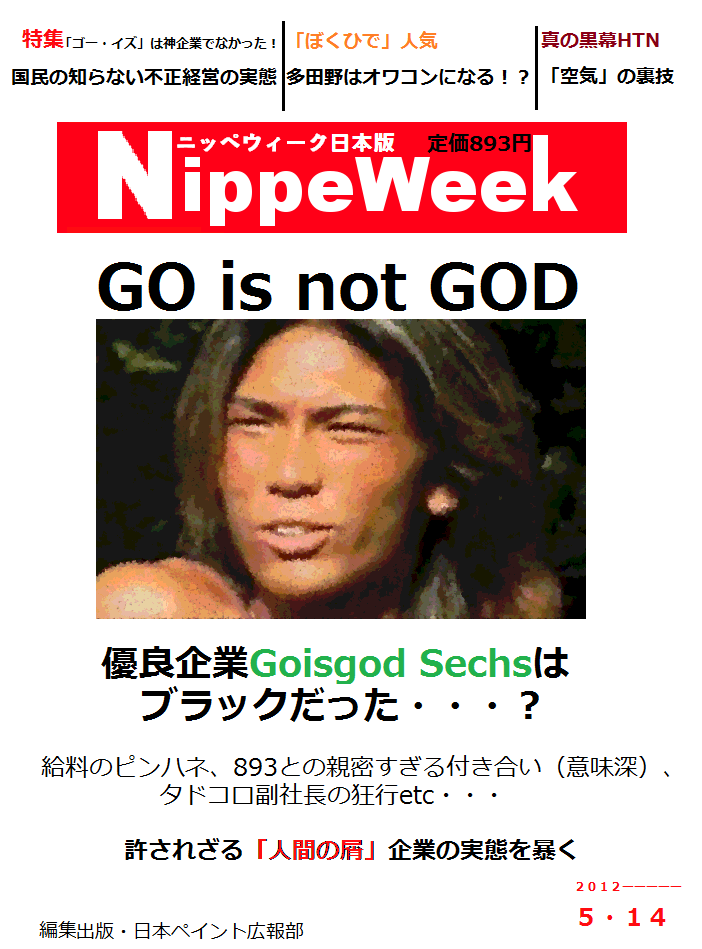 特集「ゴー・イズ」は神企業でなかった！
国民の知らない不正経営の実態
「ぼくひで」人気
多田野はオワコンになる！？
真の黒幕HTN
「空気」の裏技
ニッペウィーク日本版 定価893円
NippeWeek
GO is not GOD
優良企業Goisgod Sechsは
ブラックだった・・・？
給料のピンハネ、893との親密すぎる付き合い（意味深）、
タドコロ副社長の狂行etc・・・
許されざる「人間の屑」企業の実態を暴く
2012ーーーーー
5・14
編集出版・日本ペイント広報部